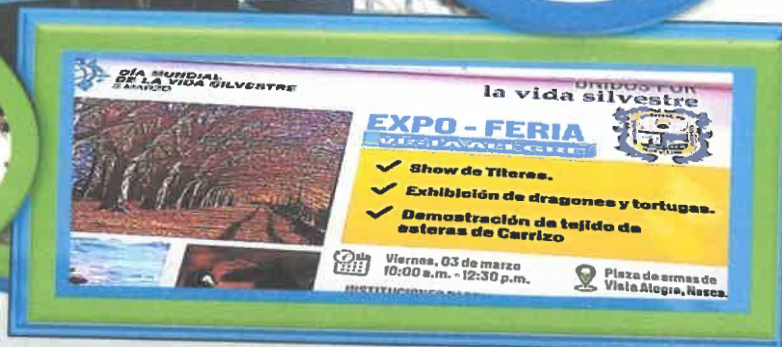 DÍA MUNDIAL
DE LA VIDA SILVESTRE
3 MARZO
UNIDOS POR
la vida silvestre
EXPO - FERIA
VISTA ALEGRE
✓ Show de Títeres.
✓ Exhibición de dragones y tortugas.
✓ Demostración de tejido de
esteras de Carrizo
Viernes, 03 de marzo
10:00 a.m. - 12:30 p.m.
Plaza de armas de
Vista Alegre, Nasca.